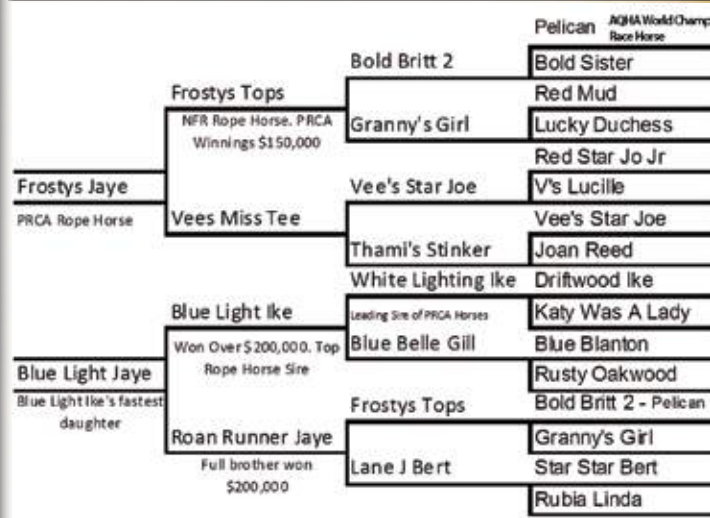 Pelican AQHA World Champ
Race Horse
Bold Britt 2
Bold Sister
Frostys Tops
Red Mud
NFR Rope Horse. PRCA
Winnings $150,000
Granny's Girl
Lucky Duchess
Red Star Jo Jr
Frostys Jaye
Vee's Star Joe
V's Lucille
PRCA Rope Horse
Vees Miss Tee
Vee's Star Joe
Thami's Stinker
Joan Reed
White Lighting Ike
Driftwood Ike
Blue Light Ike
Leading Sire of PRCA Horses
Katy Was A Lady
Won Over $200,000. Top
Rope Horse Sire
Blue Belle Gill
Blue Blanton
Blue Light Jaye
Rusty Oakwood
Blue Light Ike's fastest
daughter
Frostys Tops
Bold Britt 2 - Pelican
Roan Runner Jaye
Granny's Girl
Full brother won
$200,000
Lane J Bert
Star Star Bert
Rubia Linda